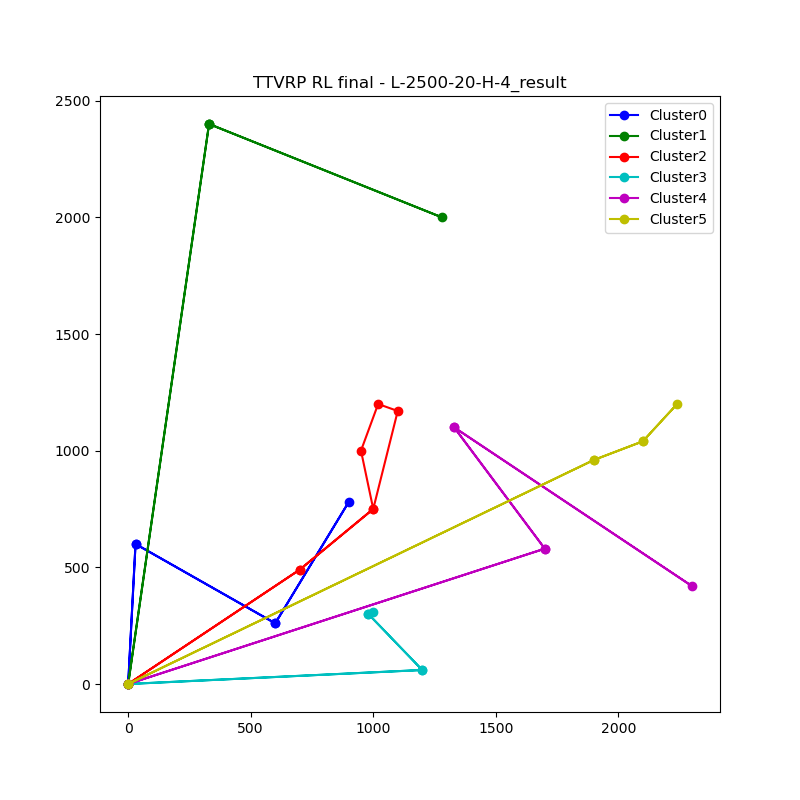 TTVRP RL final - L-2500-20-H-4_result
2500
2000
1500
1000
500
0
0
500
1000
1500
2000
Cluster0
Cluster1
Cluster2
Cluster3
Cluster4
Cluster5